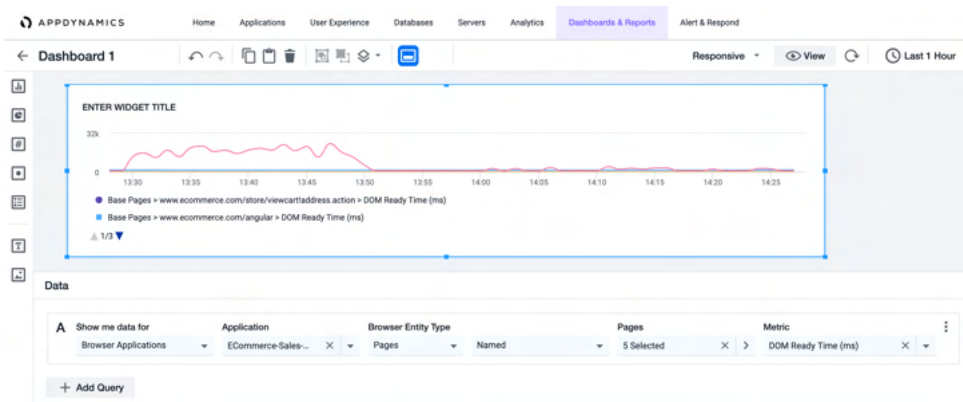 APPDYNAMICS Home Applications User Experience Databases Servers Analytics Dashboards & Reports Alert & Respond
Dashboard 1 Responsive View Last 1 Hour
ENTER WIDGET TITLE
32k
0
13:30 13:35 13:40 13:45 13:50 13:55 14:00 14:05 14:10 14:15 14:20 14:25
Base Pages > www.ecommerce.com/store/viewcart!address.action > DOM Ready Time (ms)
Base Pages > www.ecommerce.com/angular > DOM Ready Time (ms)
1/3
Data
A Show me data for Application Browser Entity Type Pages Metric
Browser Applications ECommerce-Sales-... Pages Named 5 Selected DOM Ready Time (ms)
+ Add Query